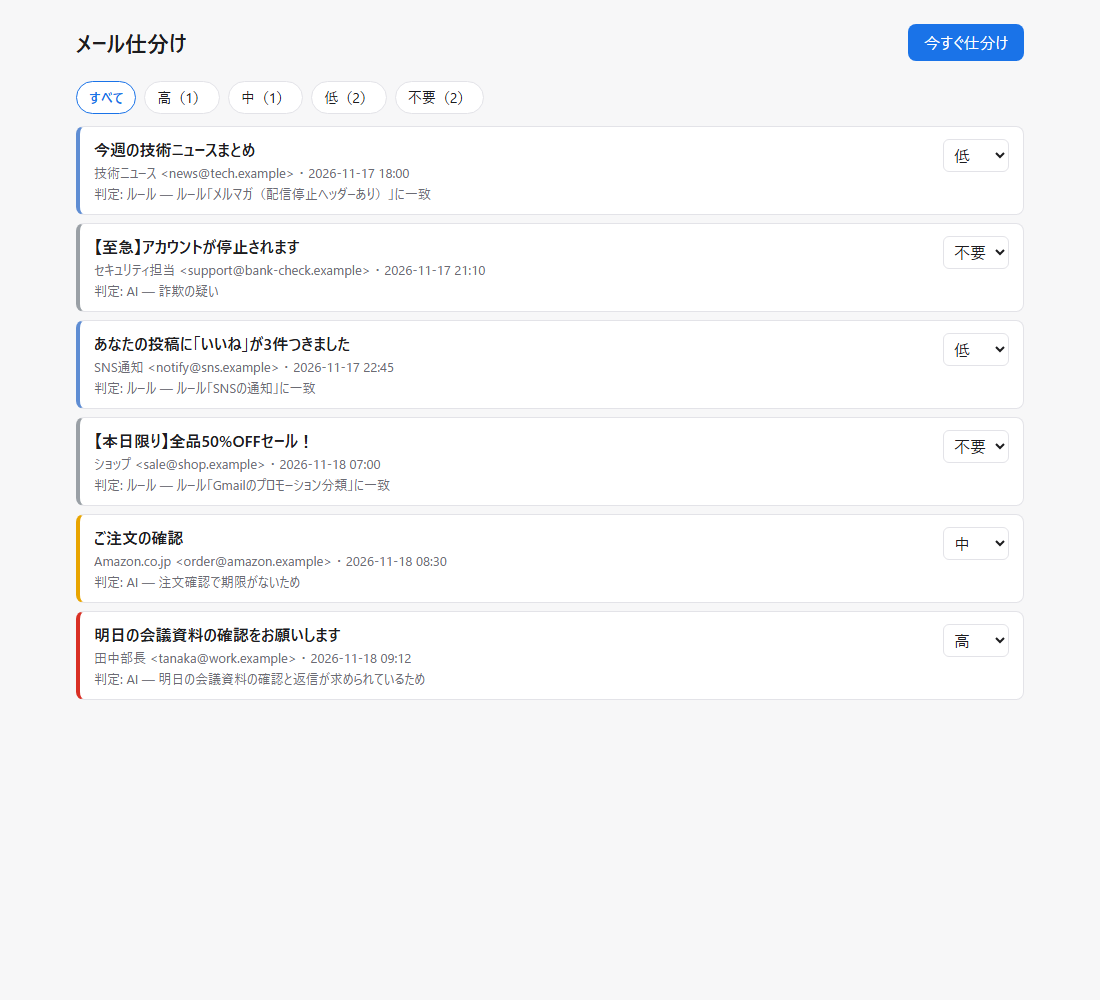 メール仕分け
今すぐ仕分け
すべて
高（1）
中（1）
低（2）
不要（2）
今週の技術ニュースまとめ
低
技術ニュース <news@tech.example>・2026-11-17 18:00
判定: ルール — ルール「メルマガ（配信停止ヘッダーあり）」に一致
【至急】アカウントが停止されます
不要
セキュリティ担当 <support@bank-check.example>・2026-11-17 21:10
判定: AI — 詐欺の疑い
あなたの投稿に「いいね」が3件つきました
低
SNS通知 <notify@sns.example>・2026-11-17 22:45
判定: ルール — ルール「SNSの通知」に一致
【本日限り】全品50%OFFセール！
不要
ショップ <sale@shop.example>・2026-11-18 07:00
判定: ルール — ルール「Gmailのプロモーション分類」に一致
ご注文の確認
中
Amazon.co.jp <order@amazon.example>・2026-11-18 08:30
判定: AI — 注文確認で期限がないため
明日の会議資料の確認をお願いします
高
田中部長 <tanaka@work.example>・2026-11-18 09:12
判定: AI — 明日の会議資料の確認と返信が求められているため